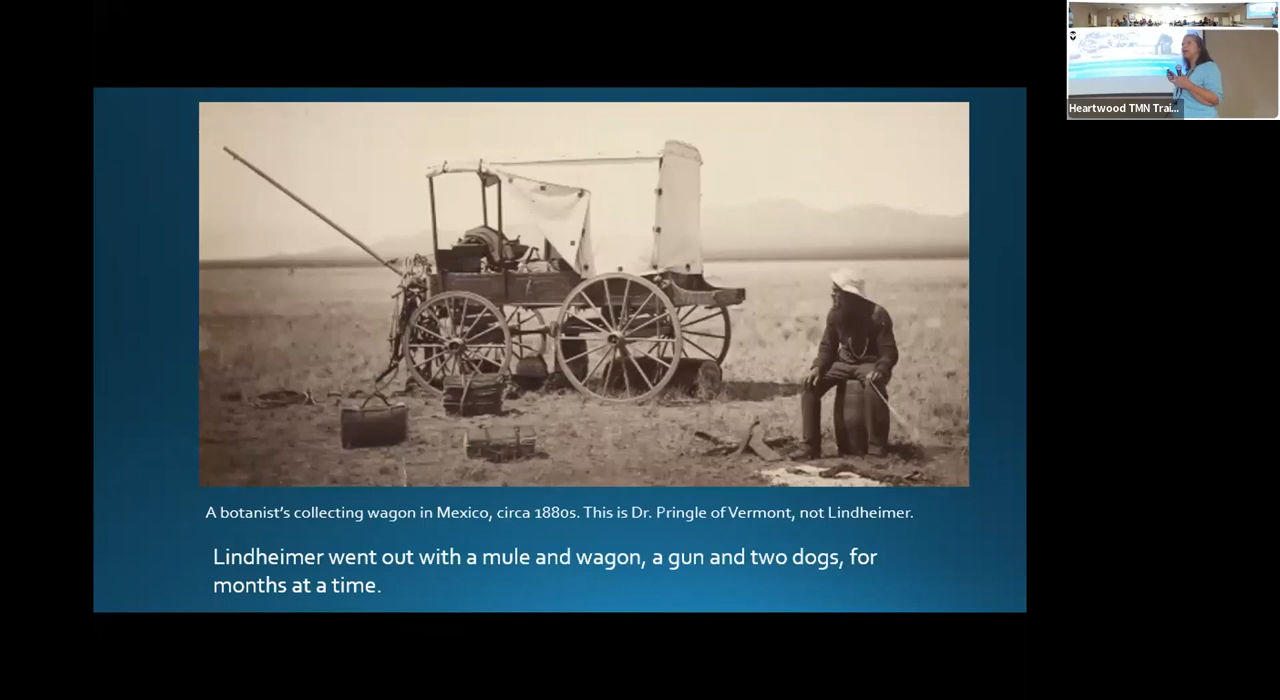 Heartwood TMN Trai...
A botanist's collecting wagon in Mexico, circa 1880s. This is Dr. Pringle of Vermont, not Lindheimer.
Lindheimer went out with a mule and wagon, a gun and two dogs, for
months at a time.